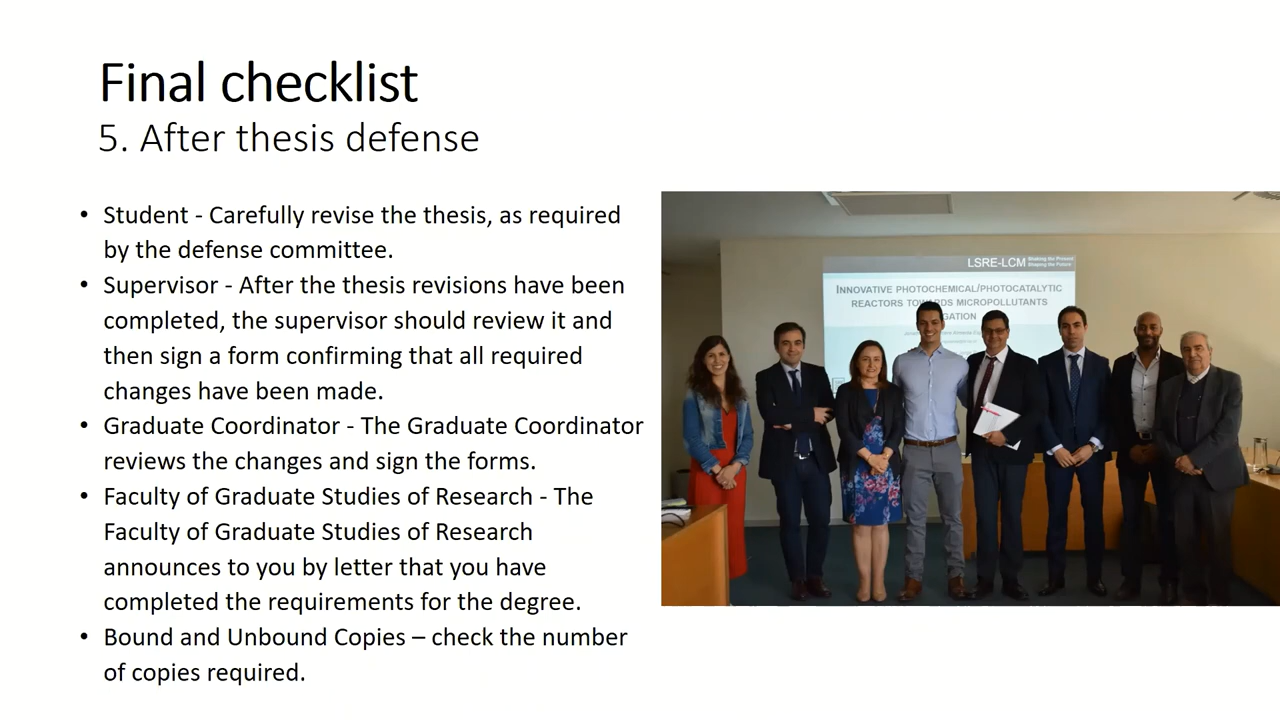 Final checklist
5. After thesis defense
• Student - Carefully revise the thesis, as required
by the defense committee.
• Supervisor - After the thesis revisions have been
completed, the supervisor should review it and
then sign a form confirming that all required
changes have been made.
• Graduate Coordinator - The Graduate Coordinator
reviews the changes and sign the forms.
• Faculty of Graduate Studies of Research - The
Faculty of Graduate Studies of Research
announces to you by letter that you have
completed the requirements for the degree.
• Bound and Unbound Copies – check the number
of copies required.
LSRE-LCM
Shaping the Future
INNOVATIVE PHOTOCHEMICAL/PHOTOCATALYTIC
REACTORS MICROPOLLUTANTS